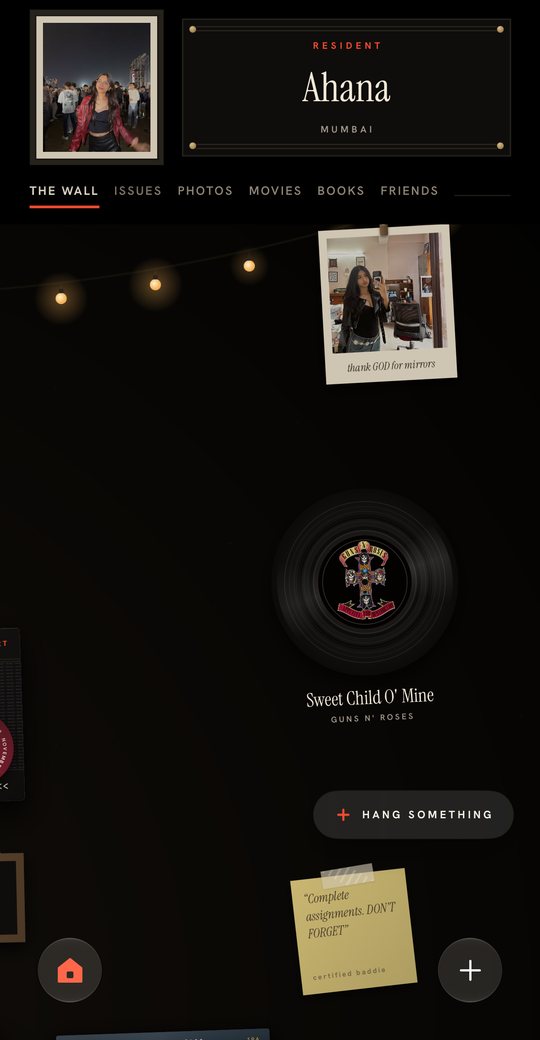 RESIDENT
Ahana
MUMBAI
THE WALL ISSUES PHOTOS MOVIES BOOKS FRIENDS
thank GOD for mirrors
Sweet Child O' Mine
GUNS N' ROSES
+ HANG SOMETHING
"Complete
assignments. DON'T
FORGET"
certified baddie